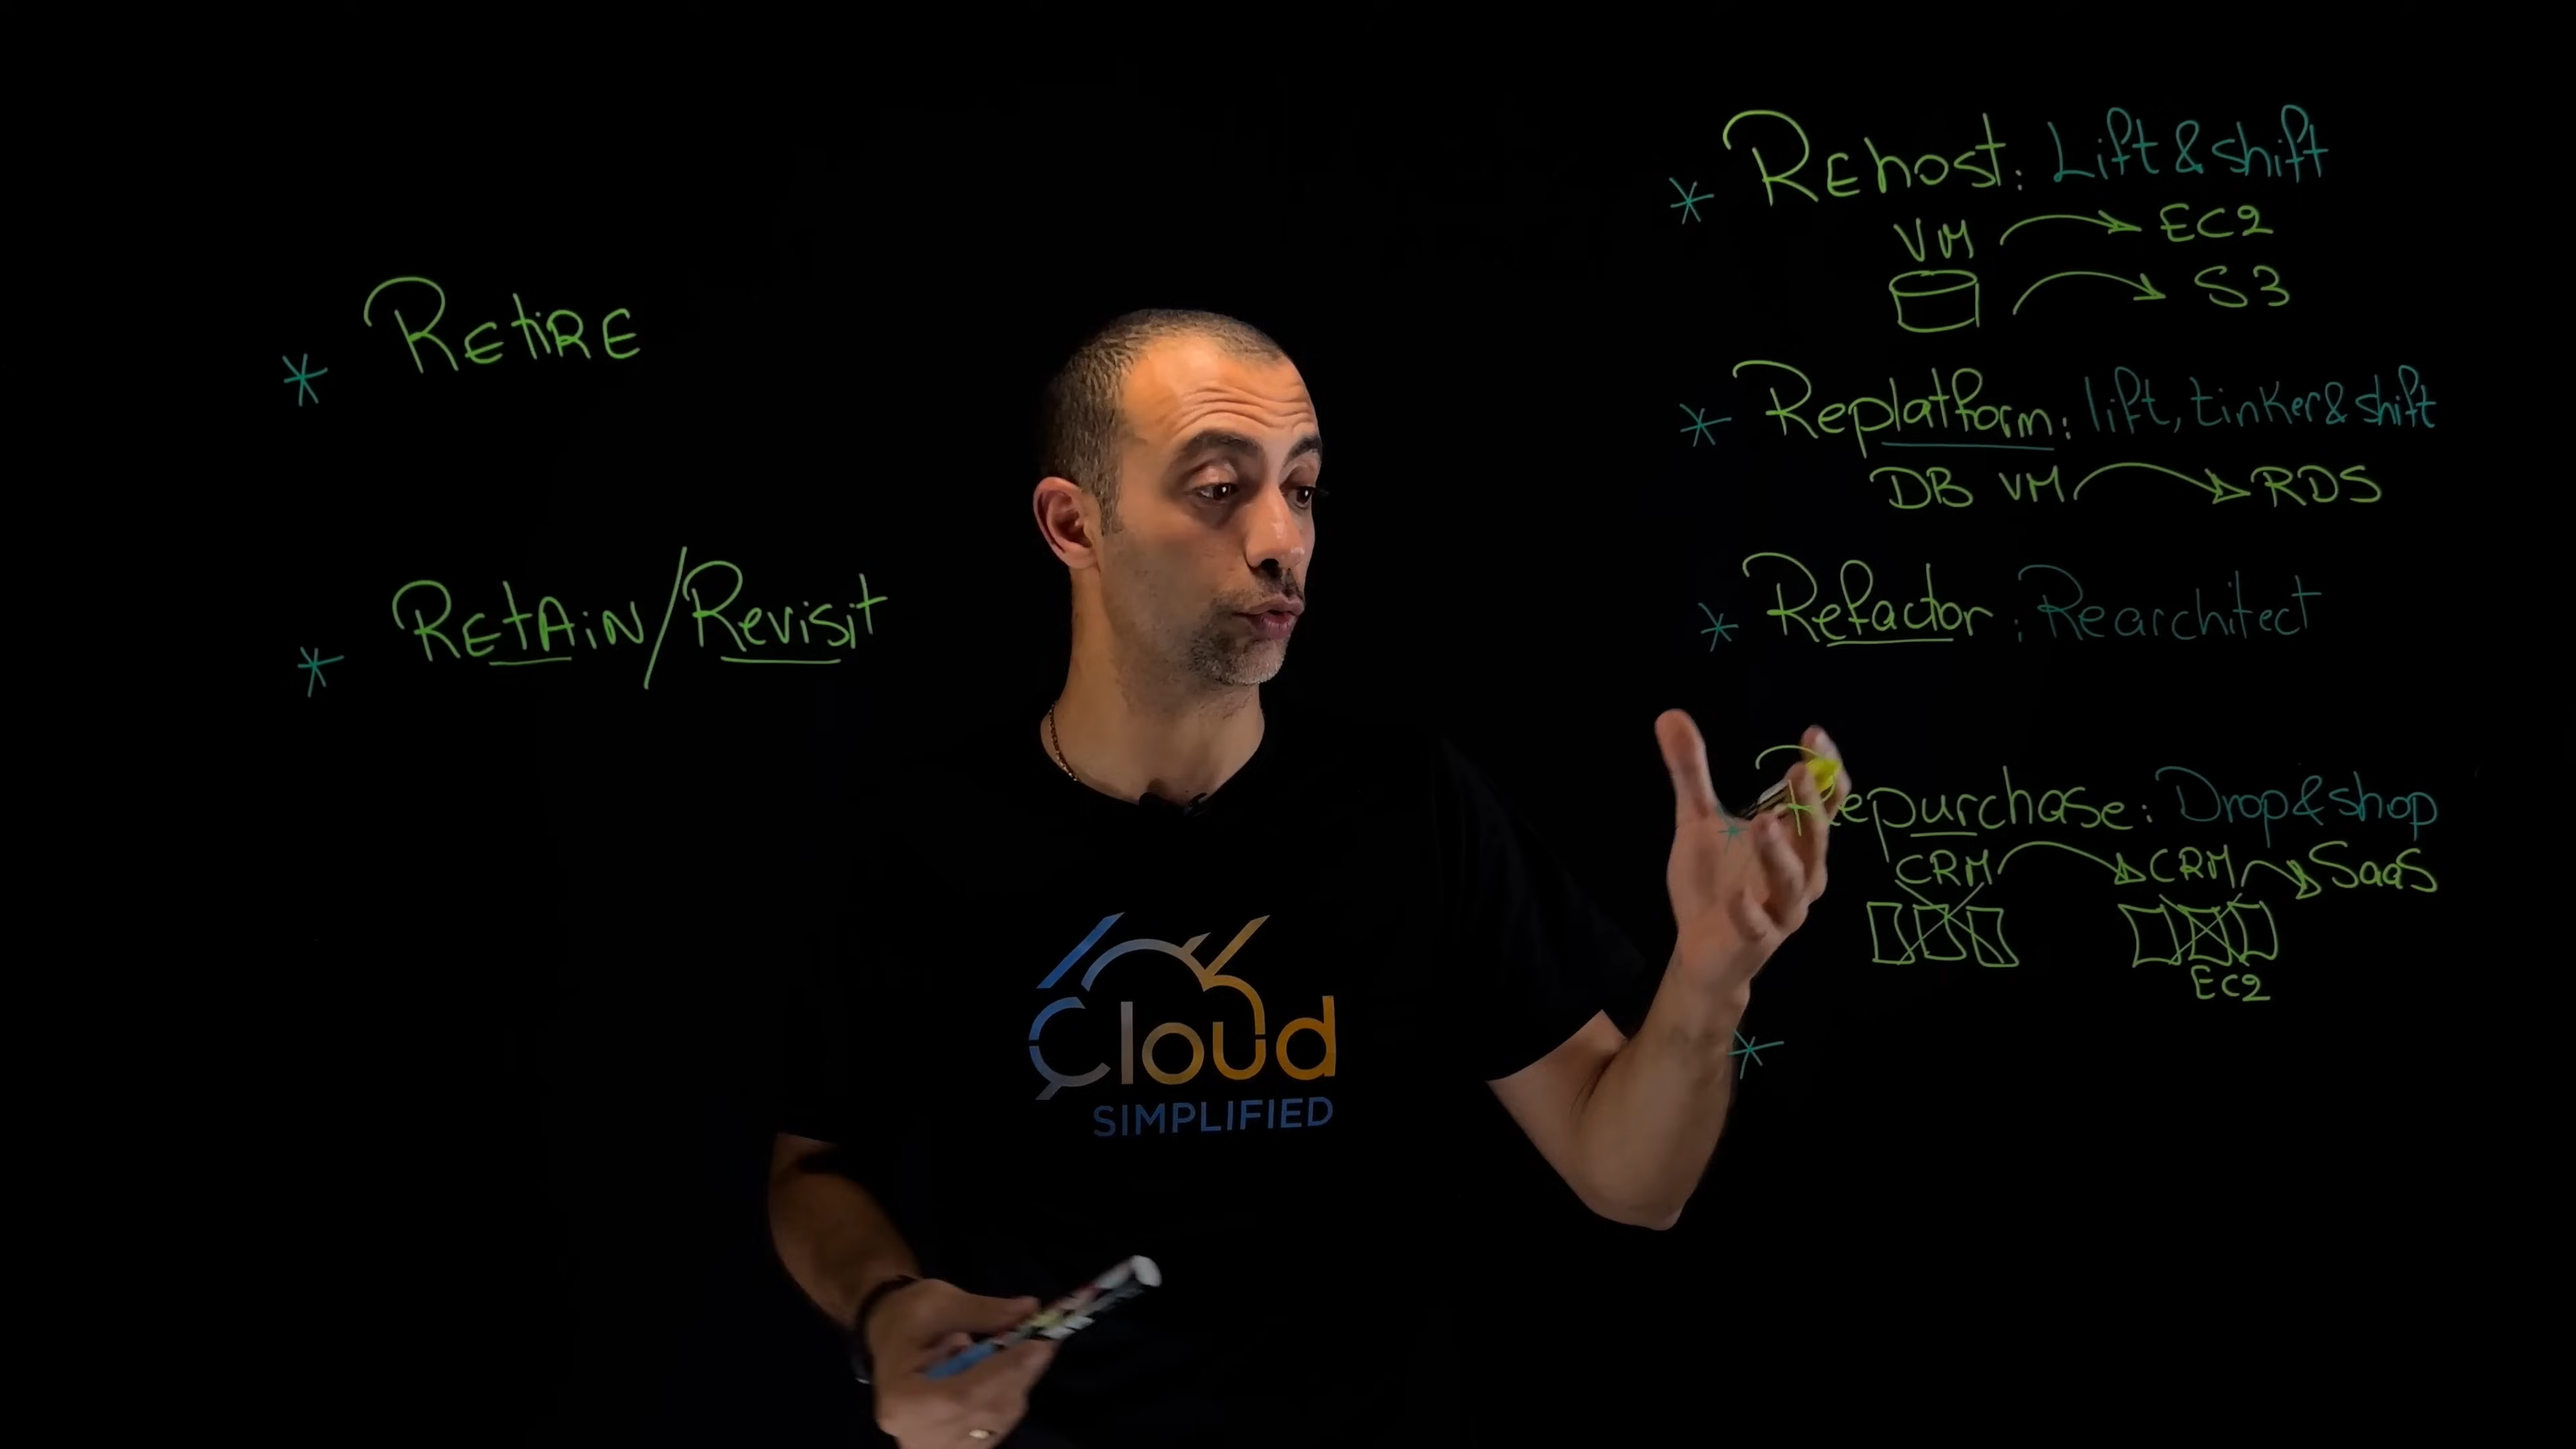 * Retire
* Retain/Revisit
* Rehost: Lift & shift
VM EC2
S3
* Replatform: lift, tinker & shift
DB VM RDS
* Refactor: Rearchitect
* Repurchase: Drop & shop
CRM CRM SaaS
EC2
*
Cloud
SIMPLIFIED